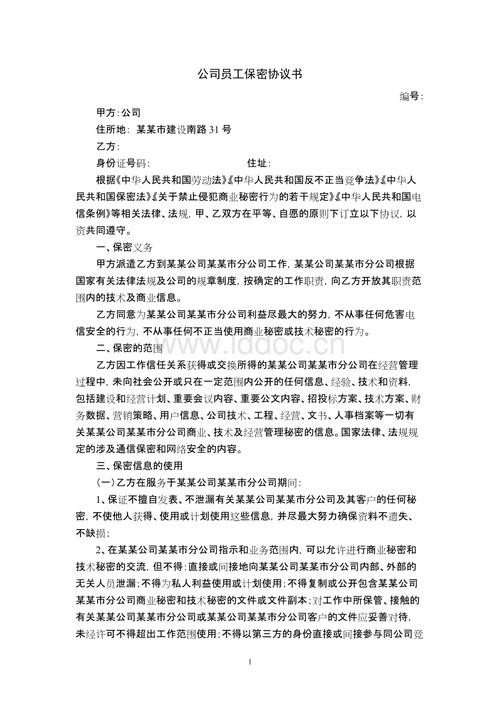 公司员工保密协议书
编号：
甲方：公司
住所地：某某市建设南路 31 号
乙方：
身份证号码： 住址：
根据《中华人民共和国劳动法》、《中华人民共和国反不正当竞争法》、《中华人
民共和国保密法》、《关于禁止侵犯商业秘密行为的若干规定》、《中华人民共和国电
信条例》等相关法律、法规，甲、乙双方在平等、自愿的原则下订立以下协议，以
资共同遵守。
一、保密义务
甲方派遣乙方到某某公司某某市分公司工作，某某公司某某市分公司根据
国家有关法律法规及公司的规章制度，按确定的工作职责，向乙方开放其职责范
围内的技术及商业信息。
乙方同意为某某公司某某市分公司利益尽最大的努力，不从事任何危害电
信安全的行为，不从事任何不正当使用商业秘密或技术秘密的行为。
www.lddoc.cn
二、保密的范围
乙方因工作信任关系获得或交换所得的某某公司某某市分公司在经营管理
过程中，未向社会公开或只在一定范围内公开的任何信息、经验、技术和资料，
包括建设和经营计划、重要会议内容、重要公文内容、招投标方案、技术方案、财
务数据、营销策略、用户信息、公司技术、工程、经营、文书、人事档案等一切有
关某某公司某某市分公司商业、技术及经营管理秘密的信息。国家法律、法规规
定的涉及通信保密和网络安全的内容。
三、保密信息的使用
（一）乙方在服务于某某公司某某市分公司期间：
1、保证不擅自发表、不泄漏有关某某公司某某市分公司及其客户的任何秘
密，不使他人获得、使用或计划使用这些信息，并尽最大努力确保资料不遗失、
不缺损；
2、在某某公司某某市分公司指示和业务范围内，可以允许进行商业秘密和
技术秘密的交流，但不得：直接或间接地向某某公司某某市分公司内部、外部的
无关人员泄漏；不得为私人利益使用或计划使用；不得复制或公开包含某某公司
某某市分公司商业秘密和技术秘密的文件或文件副本；对工作中所保管、接触的
有关某某公司某某市分公司或某某公司某某市分公司客户的文件应妥善对待，
未经许可不得超出工作范围使用；不得以第三方的身份直接或间接参与同公司竞
1